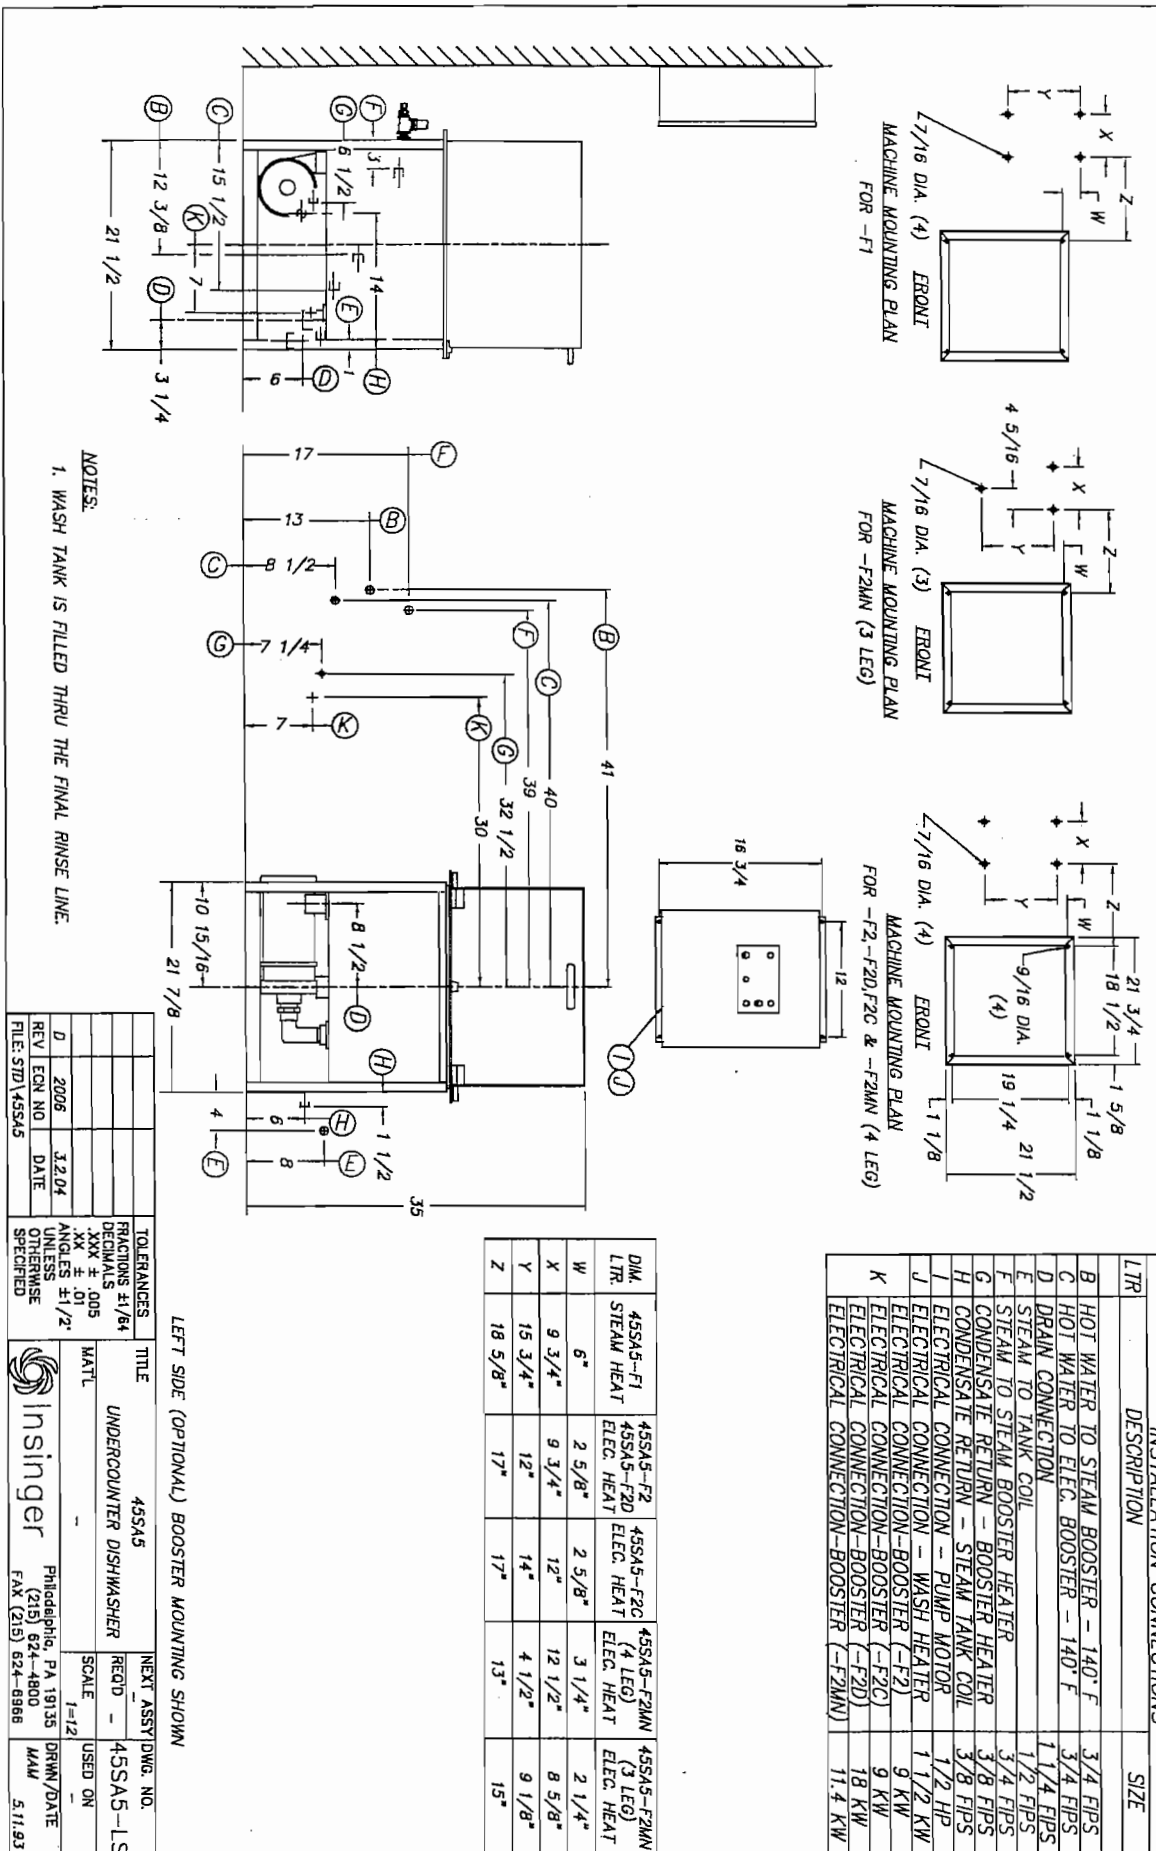 INSTALLATION CONNECTIONS
LTR DESCRIPTION SIZE
B HOT WATER TO STEAM BOOSTER - 140° F 3/4 FIPS
C HOT WATER TO ELEC. BOOSTER - 140° F 3/4 FIPS
D DRAIN CONNECTION 1 1/4 FIPS
E STEAM TO TANK COIL 1/2 FIPS
F STEAM TO STEAM BOOSTER HEATER 3/4 FIPS
G CONDENSATE RETURN - BOOSTER HEATER 3/8 FIPS
H CONDENSATE RETURN - STEAM TANK COIL 3/8 FIPS
I ELECTRICAL CONNECTION - PUMP MOTOR 1/2 HP
J ELECTRICAL CONNECTION - WASH HEATER 1 1/2 KW
K ELECTRICAL CONNECTION-BOOSTER (-F2) 9 KW
ELECTRICAL CONNECTION-BOOSTER (-F2C) 9 KW
ELECTRICAL CONNECTION-BOOSTER (-F2D) 18 KW
ELECTRICAL CONNECTION-BOOSTER (-F2MN) 11.4 KW
X
Y
Z
W
7/16 DIA. (4)
FRONT
MACHINE MOUNTING PLAN
FOR -F1
4 5/16
X
Y
Z
W
7/16 DIA. (3)
FRONT
MACHINE MOUNTING PLAN
FOR -F2MN (3 LEG)
X
Y
Z
W
21 3/4
18 1/2
1 5/8
1 1/8
19 1/4
21 1/2
1 1/8
9/16 DIA.
(4)
7/16 DIA. (4)
FRONT
MACHINE MOUNTING PLAN
FOR -F2,-F2D,F2C & -F2MN (4 LEG)
16 3/4
12
I J
F
G
C
B
3
6 1/2
15 1/2
12 3/8
K
7
14
21 1/2
D
E
1
H
6 D
3 1/4
17 F
13 B
C 8 1/2
G 7 1/4
7 K
B 41
C 40
F 39
G 32 1/2
K 30
10 15/16
21 7/8
8 1/2 D
H
6 H
1 1/2
4 E
8 E
35
DIM. LTR. 45SA5-F1 STEAM HEAT 45SA5-F2 45SA5-F2D ELEC. HEAT 45SA5-F2C ELEC. HEAT 45SA5-F2MN (4 LEG) ELEC. HEAT 45SA5-F2MN (3 LEG) ELEC. HEAT
W 6" 2 5/8" 2 5/8" 3 1/4" 2 1/4"
X 9 3/4" 9 3/4" 12" 12 1/2" 8 5/8"
Y 15 3/4" 12" 14" 4 1/2" 9 1/8"
Z 18 5/8" 17" 17" 13" 15"
LEFT SIDE (OPTIONAL) BOOSTER MOUNTING SHOWN
NOTES:
1. WASH TANK IS FILLED THRU THE FINAL RINSE LINE.
D 2006 3.2.04
REV ECN NO DATE
FILE: STD\45SA5
TOLERANCES
FRACTIONS ±1/64
DECIMALS
.XXX ± .005
.XX ± .01
ANGLES ±1/2°
UNLESS
OTHERWISE
SPECIFIED
TITLE
45SA5
UNDERCOUNTER DISHWASHER
MAT'L -
Insinger
Philadelphia, PA 19135
(215) 624-4800
FAX (215) 624-6966
NEXT ASSY -
REQ'D -
SCALE 1=12
DWG. NO.
45SA5-LS
USED ON -
DRWN/DATE
MAM 5.11.93